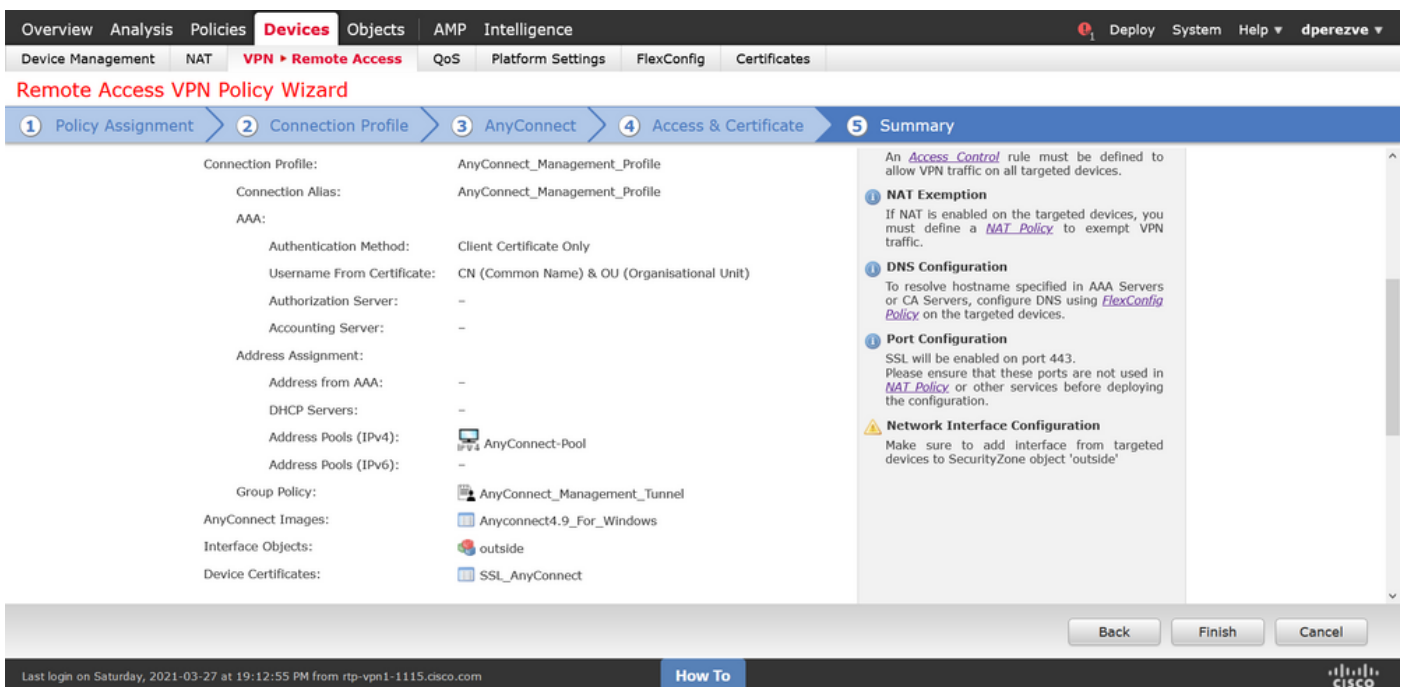 Overview Analysis Policies Devices Objects AMP Intelligence 1 Deploy System Help dperezve
Device Management NAT VPN ▸ Remote Access QoS Platform Settings FlexConfig Certificates
Remote Access VPN Policy Wizard
1 Policy Assignment 2 Connection Profile 3 AnyConnect 4 Access & Certificate 5 Summary
Connection Profile: AnyConnect_Management_Profile
Connection Alias: AnyConnect_Management_Profile
AAA:
Authentication Method: Client Certificate Only
Username From Certificate: CN (Common Name) & OU (Organisational Unit)
Authorization Server: –
Accounting Server: –
Address Assignment:
Address from AAA: –
DHCP Servers: –
Address Pools (IPv4): IPv4 AnyConnect-Pool
Address Pools (IPv6): –
Group Policy: AnyConnect_Management_Tunnel
AnyConnect Images: Anyconnect4.9_For_Windows
Interface Objects: outside
Device Certificates: SSL_AnyConnect
An Access Control rule must be defined to
allow VPN traffic on all targeted devices.
NAT Exemption
If NAT is enabled on the targeted devices, you
must define a NAT Policy to exempt VPN
traffic.
DNS Configuration
To resolve hostname specified in AAA Servers
or CA Servers, configure DNS using FlexConfig
Policy on the targeted devices.
Port Configuration
SSL will be enabled on port 443.
Please ensure that these ports are not used in
NAT Policy or other services before deploying
the configuration.
Network Interface Configuration
Make sure to add interface from targeted
devices to SecurityZone object 'outside'
Back Finish Cancel
Last login on Saturday, 2021-03-27 at 19:12:55 PM from rtp-vpn1-1115.cisco.com How To CISCO